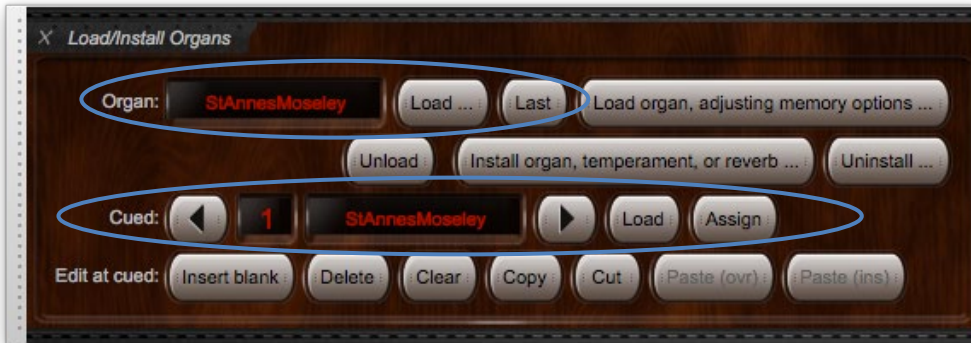 X Load/Install Organs
Organ: StAnnesMoseley Load ... Last Load organ, adjusting memory options ...
Unload Install organ, temperament, or reverb ... Uninstall ...
Cued: 1 StAnnesMoseley Load Assign
Edit at cued: Insert blank Delete Clear Copy Cut Paste (ovr) Paste (ins)